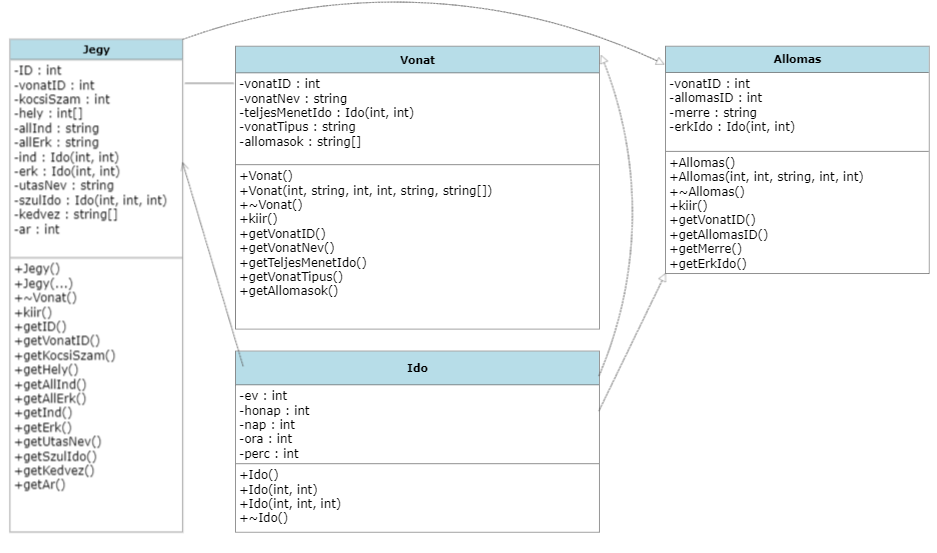 Jegy
-ID : int
-vonatID : int
-kocsiSzam : int
-hely : int[]
-allInd : string
-allErk : string
-ind : Ido(int, int)
-erk : Ido(int, int)
-utasNev : string
-szulIdo : Ido(int, int, int)
-kedvez : string[]
-ar : int
+Jegy()
+Jegy(...)
+~Vonat()
+kiir()
+getID()
+getVonatID()
+getKocsiSzam()
+getHely()
+getAllInd()
+getAllErk()
+getInd()
+getErk()
+getUtasNev()
+getSzulIdo()
+getKedvez()
+getAr()
Vonat
-vonatID : int
-vonatNev : string
-teljesMenetIdo : Ido(int, int)
-vonatTipus : string
-allomasok : string[]
+Vonat()
+Vonat(int, string, int, int, string, string[])
+~Vonat()
+kiir()
+getVonatID()
+getVonatNev()
+getTeljesMenetIdo()
+getVonatTipus()
+getAllomasok()
Allomas
-vonatID : int
-allomasID : int
-merre : string
-erkIdo : Ido(int, int)
+Allomas()
+Allomas(int, int, string, int, int)
+~Allomas()
+kiir()
+getVonatID()
+getAllomasID()
+getMerre()
+getErkIdo()
Ido
-ev : int
-honap : int
-nap : int
-ora : int
-perc : int
+Ido()
+Ido(int, int)
+Ido(int, int, int)
+~Ido()